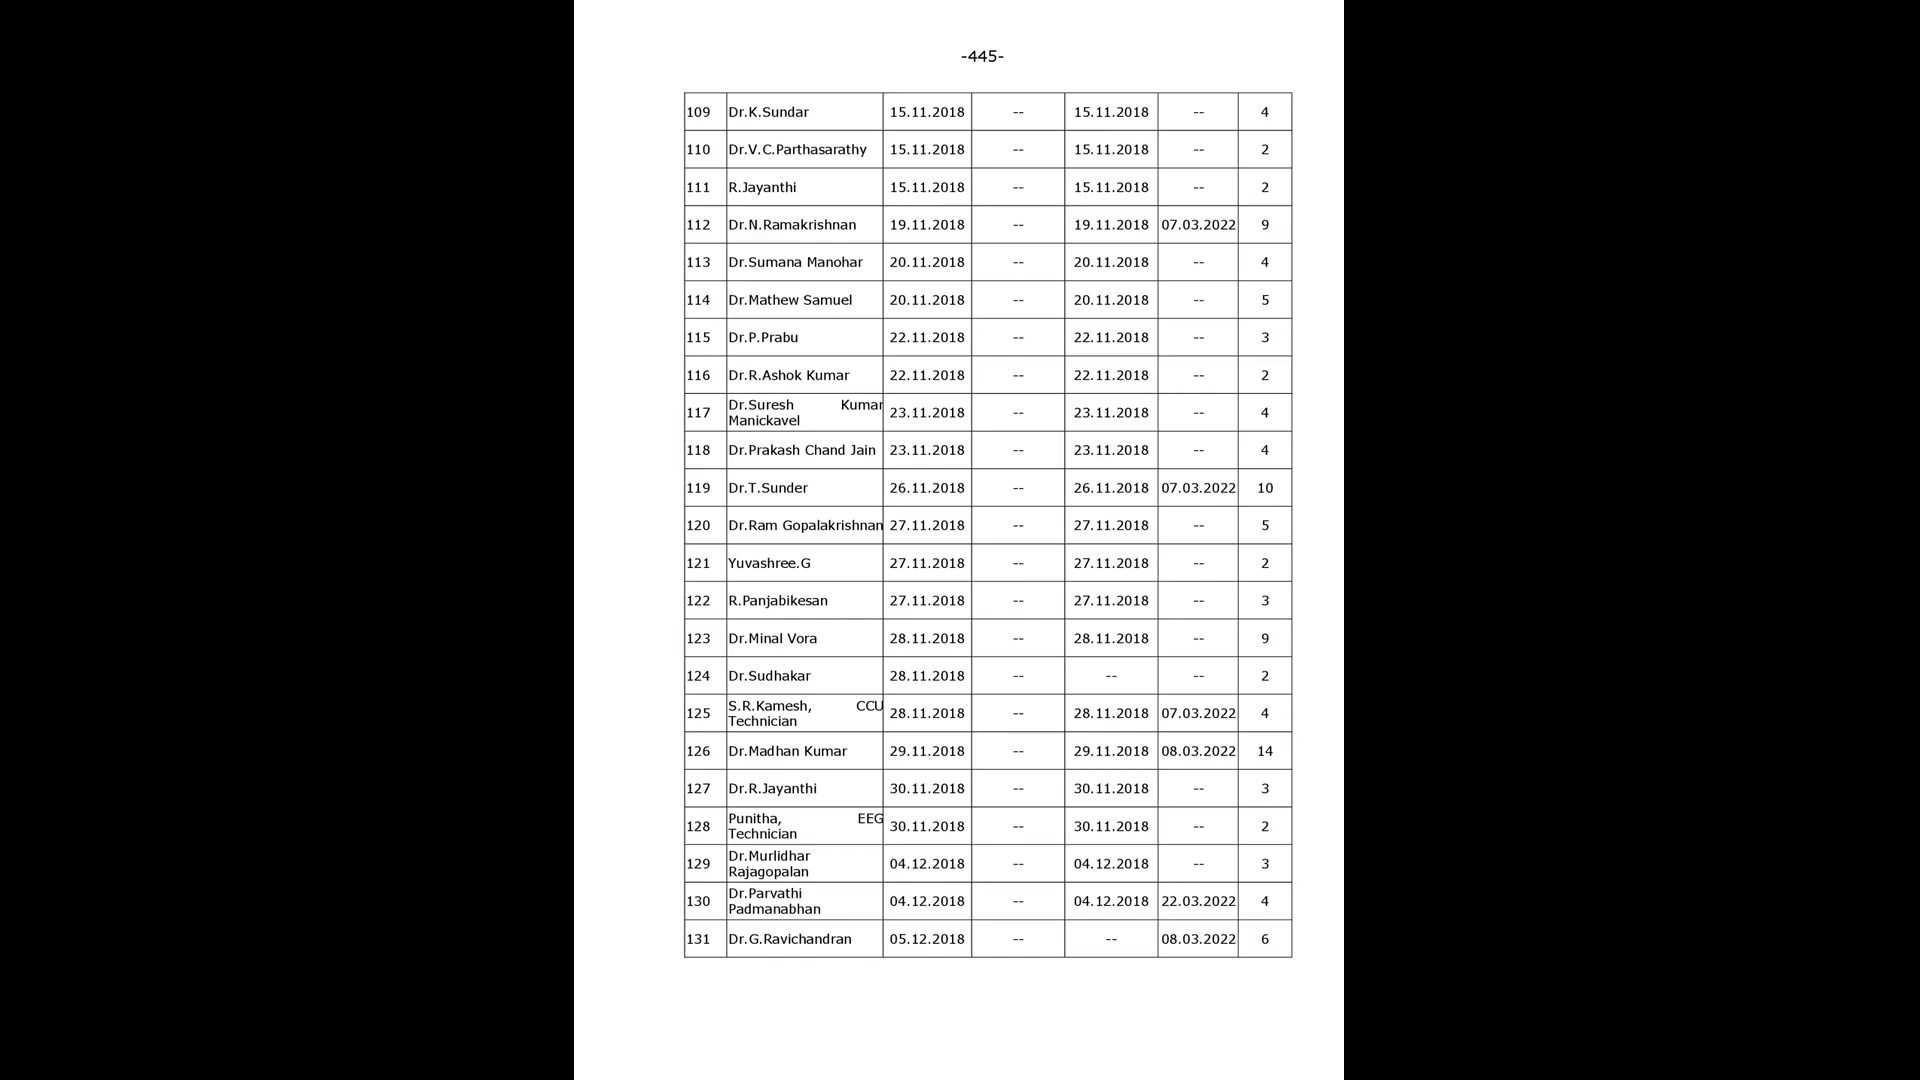 -445-
109 Dr.K.Sundar 15.11.2018 -- 15.11.2018 -- 4
110 Dr.V.C.Parthasarathy 15.11.2018 -- 15.11.2018 -- 2
111 R.Jayanthi 15.11.2018 -- 15.11.2018 -- 2
112 Dr.N.Ramakrishnan 19.11.2018 -- 19.11.2018 07.03.2022 9
113 Dr.Sumana Manohar 20.11.2018 -- 20.11.2018 -- 4
114 Dr.Mathew Samuel 20.11.2018 -- 20.11.2018 -- 5
115 Dr.P.Prabu 22.11.2018 -- 22.11.2018 -- 3
116 Dr.R.Ashok Kumar 22.11.2018 -- 22.11.2018 -- 2
117 Dr.Suresh Kumar
Manickavel 23.11.2018 -- 23.11.2018 -- 4
118 Dr.Prakash Chand Jain 23.11.2018 -- 23.11.2018 -- 4
119 Dr.T.Sunder 26.11.2018 -- 26.11.2018 07.03.2022 10
120 Dr.Ram Gopalakrishnan 27.11.2018 -- 27.11.2018 -- 5
121 Yuvashree.G 27.11.2018 -- 27.11.2018 -- 2
122 R.Panjabikesan 27.11.2018 -- 27.11.2018 -- 3
123 Dr.Minal Vora 28.11.2018 -- 28.11.2018 -- 9
124 Dr.Sudhakar 28.11.2018 -- -- -- 2
125 S.R.Kamesh, CCU
Technician 28.11.2018 -- 28.11.2018 07.03.2022 4
126 Dr.Madhan Kumar 29.11.2018 -- 29.11.2018 08.03.2022 14
127 Dr.R.Jayanthi 30.11.2018 -- 30.11.2018 -- 3
128 Punitha, EEG
Technician 30.11.2018 -- 30.11.2018 -- 2
129 Dr.Murlidhar
Rajagopalan 04.12.2018 -- 04.12.2018 -- 3
130 Dr.Parvathi
Padmanabhan 04.12.2018 -- 04.12.2018 22.03.2022 4
131 Dr.G.Ravichandran 05.12.2018 -- -- 08.03.2022 6